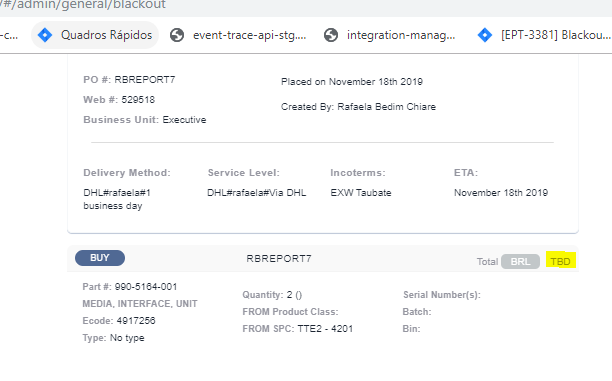 /#/admin/general/blackout
-c... Quadros Rápidos event-trace-api-stg.... integration-manag... [EPT-3381] Blackou...
PO #: RBREPORT7
Placed on November 18th 2019
Web #: 529518
Created By: Rafaela Bedim Chiare
Business Unit: Executive
Delivery Method: Service Level: Incoterms: ETA:
DHL#rafaela#1 DHL#rafaela#Via DHL EXW Taubate November 18th 2019
business day
BUY RBREPORT7 Total BRL TBD
Part #: 990-5164-001
MEDIA, INTERFACE, UNIT
Ecode: 4917256
Type: No type
Quantity: 2 ()
FROM Product Class:
FROM SPC: TTE2 - 4201
Serial Number(s):
Batch:
Bin: